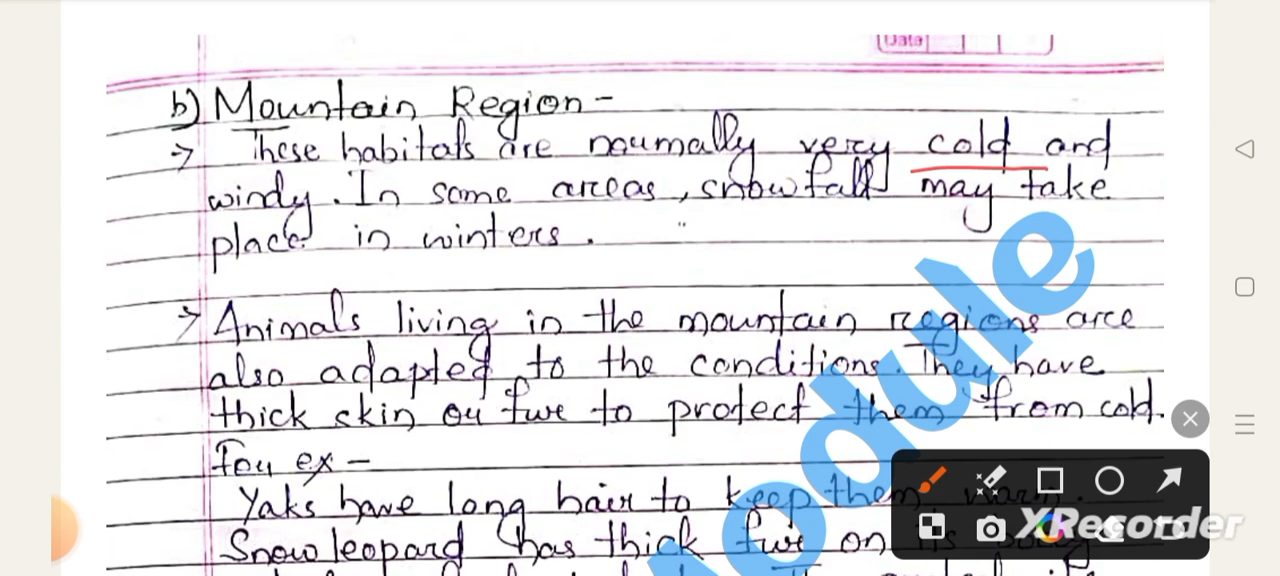 Date
b) Mountain Region -
→ These habitats are normally very cold and
windy. In some areas, snowfall may take
place in winters.
→ Animals living in the mountain regions are
also adapted to the conditions. They have
thick skin or fur to protect them from cold.
For ex -
Yaks have long hair to keep them warm.
Snow leopard has thick fur on its
Module
XRecorder